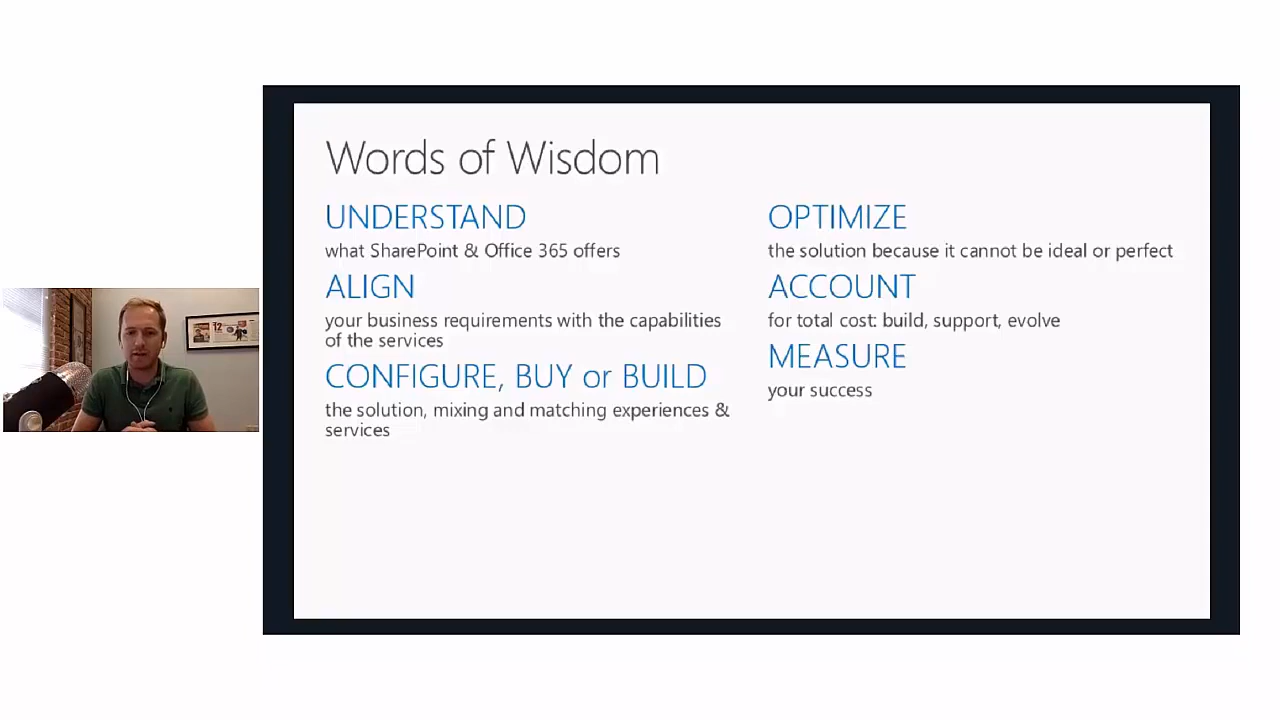 Words of Wisdom
UNDERSTAND
what SharePoint & Office 365 offers
ALIGN
your business requirements with the capabilities
of the services
CONFIGURE, BUY or BUILD
the solution, mixing and matching experiences &
services
OPTIMIZE
the solution because it cannot be ideal or perfect
ACCOUNT
for total cost: build, support, evolve
MEASURE
your success
12